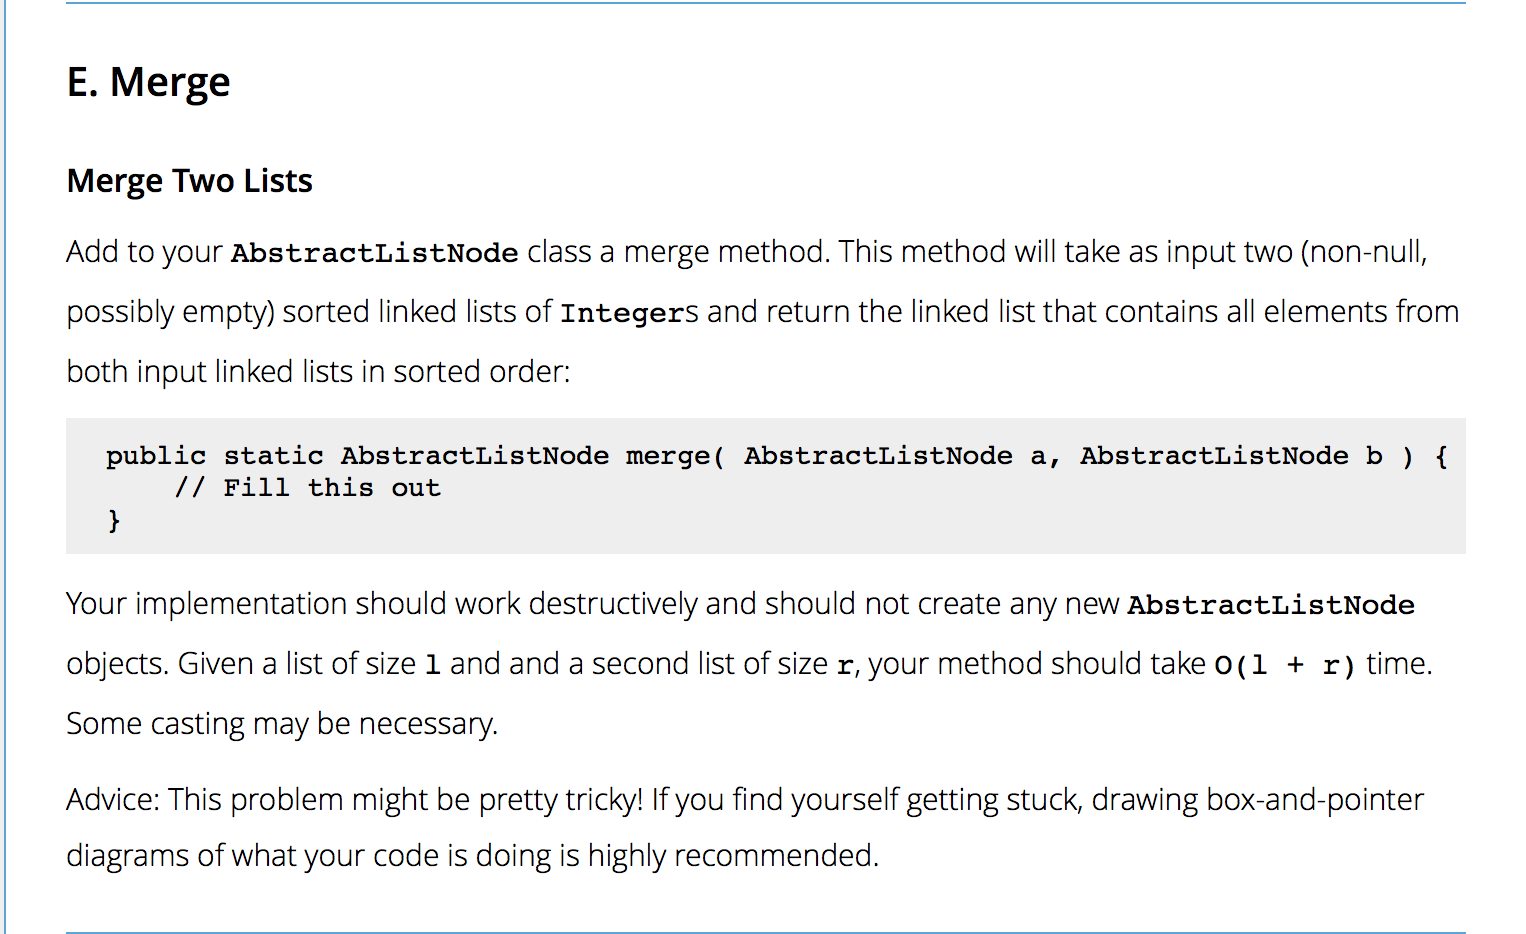 E. Merge
Merge Two Lists
Add to your AbstractListNode class a merge method. This method will take as input two (non-null,
possibly empty) sorted linked lists of Integers and return the linked list that contains all elements from
both input linked lists in sorted order:
public static AbstractListNode merge( AbstractListNode a, AbstractListNode b ) {
    // Fill this out
}
Your implementation should work destructively and should not create any new AbstractListNode
objects. Given a list of size l and and a second list of size r, your method should take O(l + r) time.
Some casting may be necessary.
Advice: This problem might be pretty tricky! If you find yourself getting stuck, drawing box-and-pointer
diagrams of what your code is doing is highly recommended.